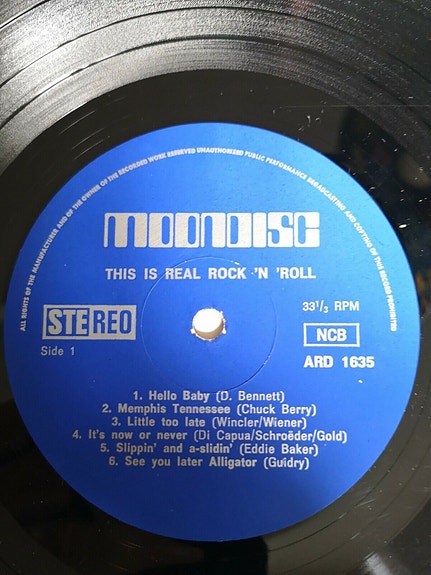 ALL RIGHTS OF THE MANUFACTURER AND OF THE OWNER OF THE RECORDED WORK RESERVED UNAUTHORIZED PUBLIC PERFORMANCE BROADCASTING AND COPYING OF THIS RECORD PROHIBITED
MOONDISC
THIS IS REAL ROCK 'N 'ROLL
STEREO
33 1/3 RPM
NCB
Side 1
ARD 1635
1. Hello Baby (D. Bennett)
2. Memphis Tennessee (Chuck Berry)
3. Little too late (Wincler/Wiener)
4. It's now or never (Di Capua/Schroëder/Gold)
5. Slippin' and a-slidin' (Eddie Baker)
6. See you later Alligator (Guidry)